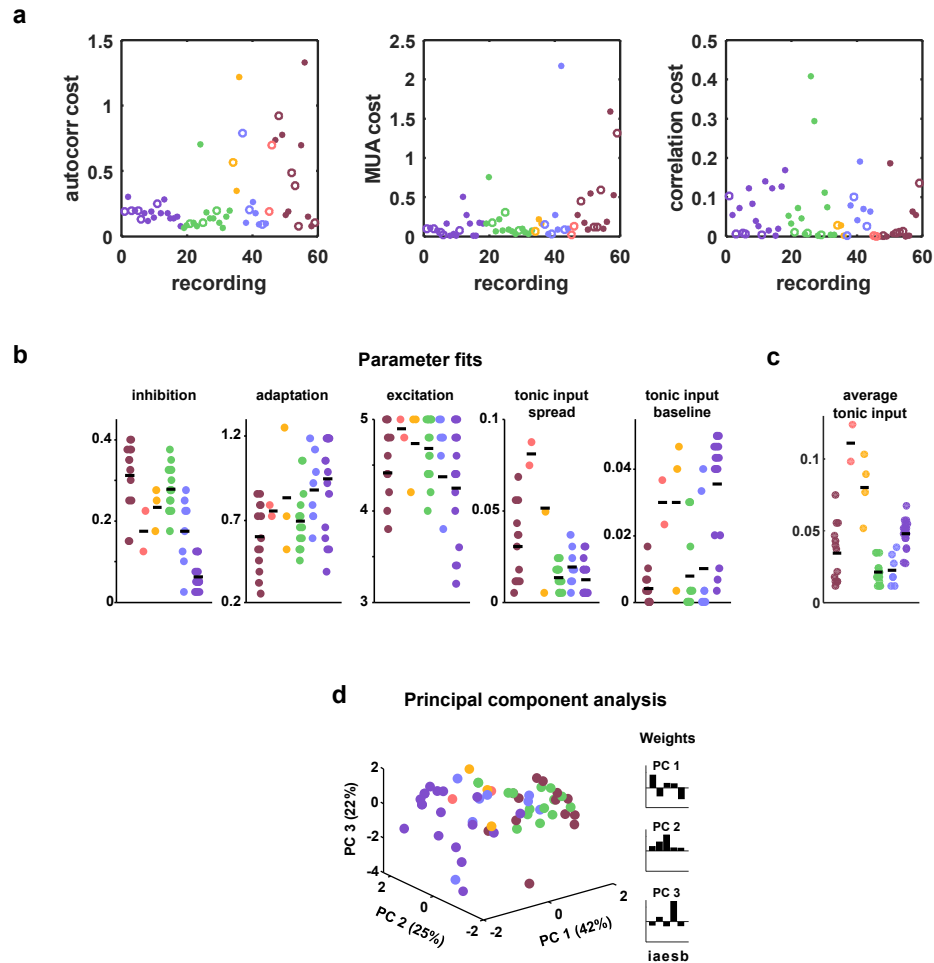 a
1.5
1
0.5
0
0
20
40
60
autocorr cost
recording
2.5
2
1.5
1
0.5
0
0
20
40
60
MUA cost
recording
0.5
0.4
0.3
0.2
0.1
0
0
20
40
60
correlation cost
recording
b
Parameter fits
c
inhibition
0.4
0.2
0
adaptation
1.2
0.7
0.2
excitation
5
4
3
tonic input
spread
0.1
0.05
0
tonic input
baseline
0.04
0.02
0
average
tonic input
0.1
0.05
0
d
Principal component analysis
2
0
-2
-4
PC 3 (22%)
2
0
-2
PC 2 (25%)
-2
0
2
PC 1 (42%)
Weights
PC 1
PC 2
PC 3
iaesb